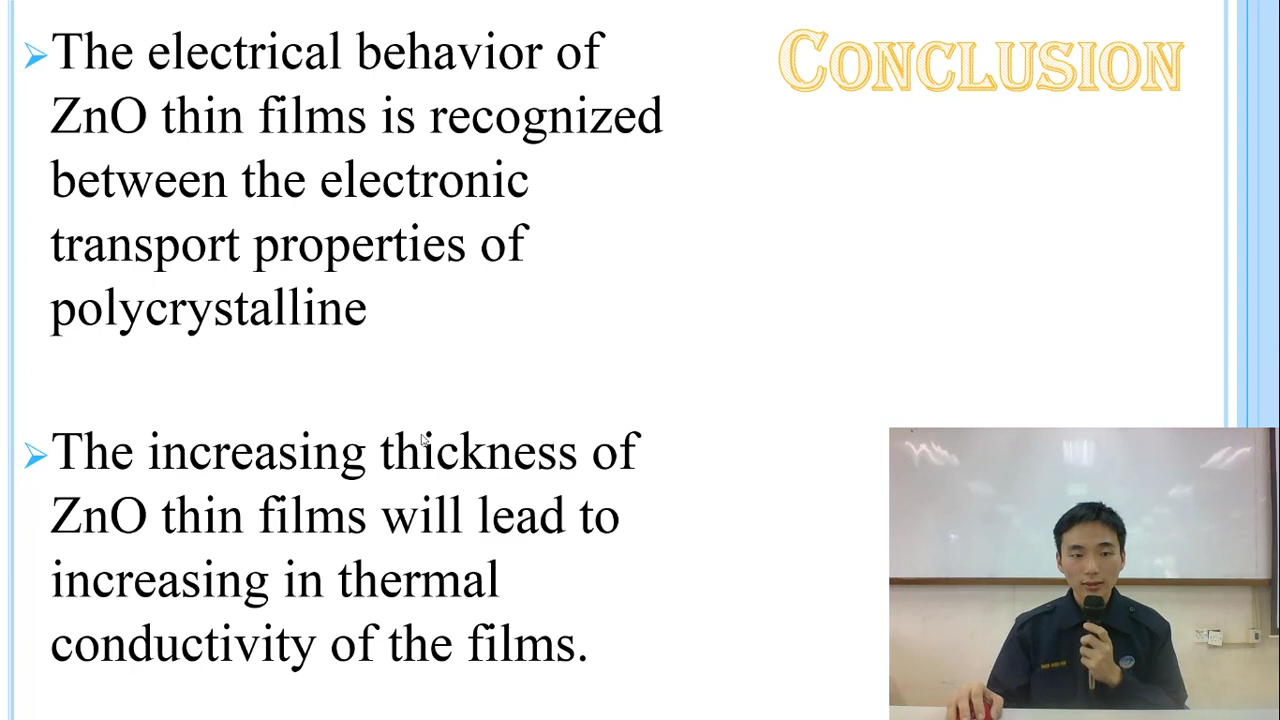 CONCLUSION
The electrical behavior of
ZnO thin films is recognized
between the electronic
transport properties of
polycrystalline
The increasing thickness of
ZnO thin films will lead to
increasing in thermal
conductivity of the films.